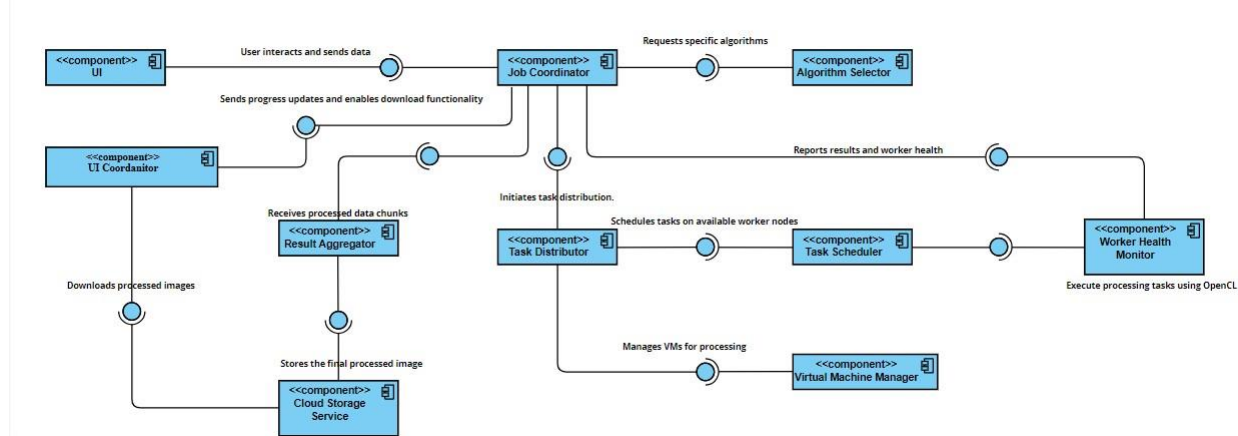 User interacts and sends data
Requests specific algorithms
<<component>>
UI
<<component>>
Job Coordinator
<<component>>
Algorithm Selector
Sends progress updates and enables download functionality
<<component>>
UI Coordanitor
Reports results and worker health
Initiates task distribution.
Receives processed data chunks
<<component>>
Result Aggregator
<<component>>
Task Distributor
Schedules tasks on available worker nodes
<<component>>
Task Scheduler
<<component>>
Worker Health
Monitor
Downloads processed images
Execute processing tasks using OpenCL
Stores the final processed image
Manages VMs for processing
<<component>>
Cloud Storage
Service
<<component>>
Virtual Machine Manager